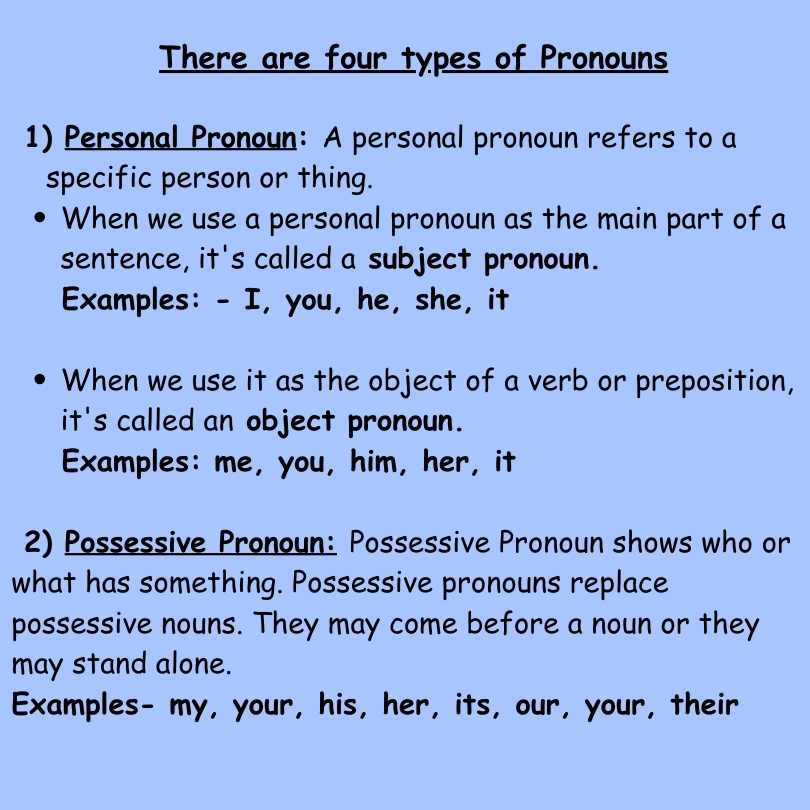 There are four types of Pronouns
1) Personal Pronoun: A personal pronoun refers to a
specific person or thing.
• When we use a personal pronoun as the main part of a
sentence, it's called a subject pronoun.
Examples: - I, you, he, she, it
• When we use it as the object of a verb or preposition,
it's called an object pronoun.
Examples: me, you, him, her, it
2) Possessive Pronoun: Possessive Pronoun shows who or
what has something. Possessive pronouns replace
possessive nouns. They may come before a noun or they
may stand alone.
Examples- my, your, his, her, its, our, your, their